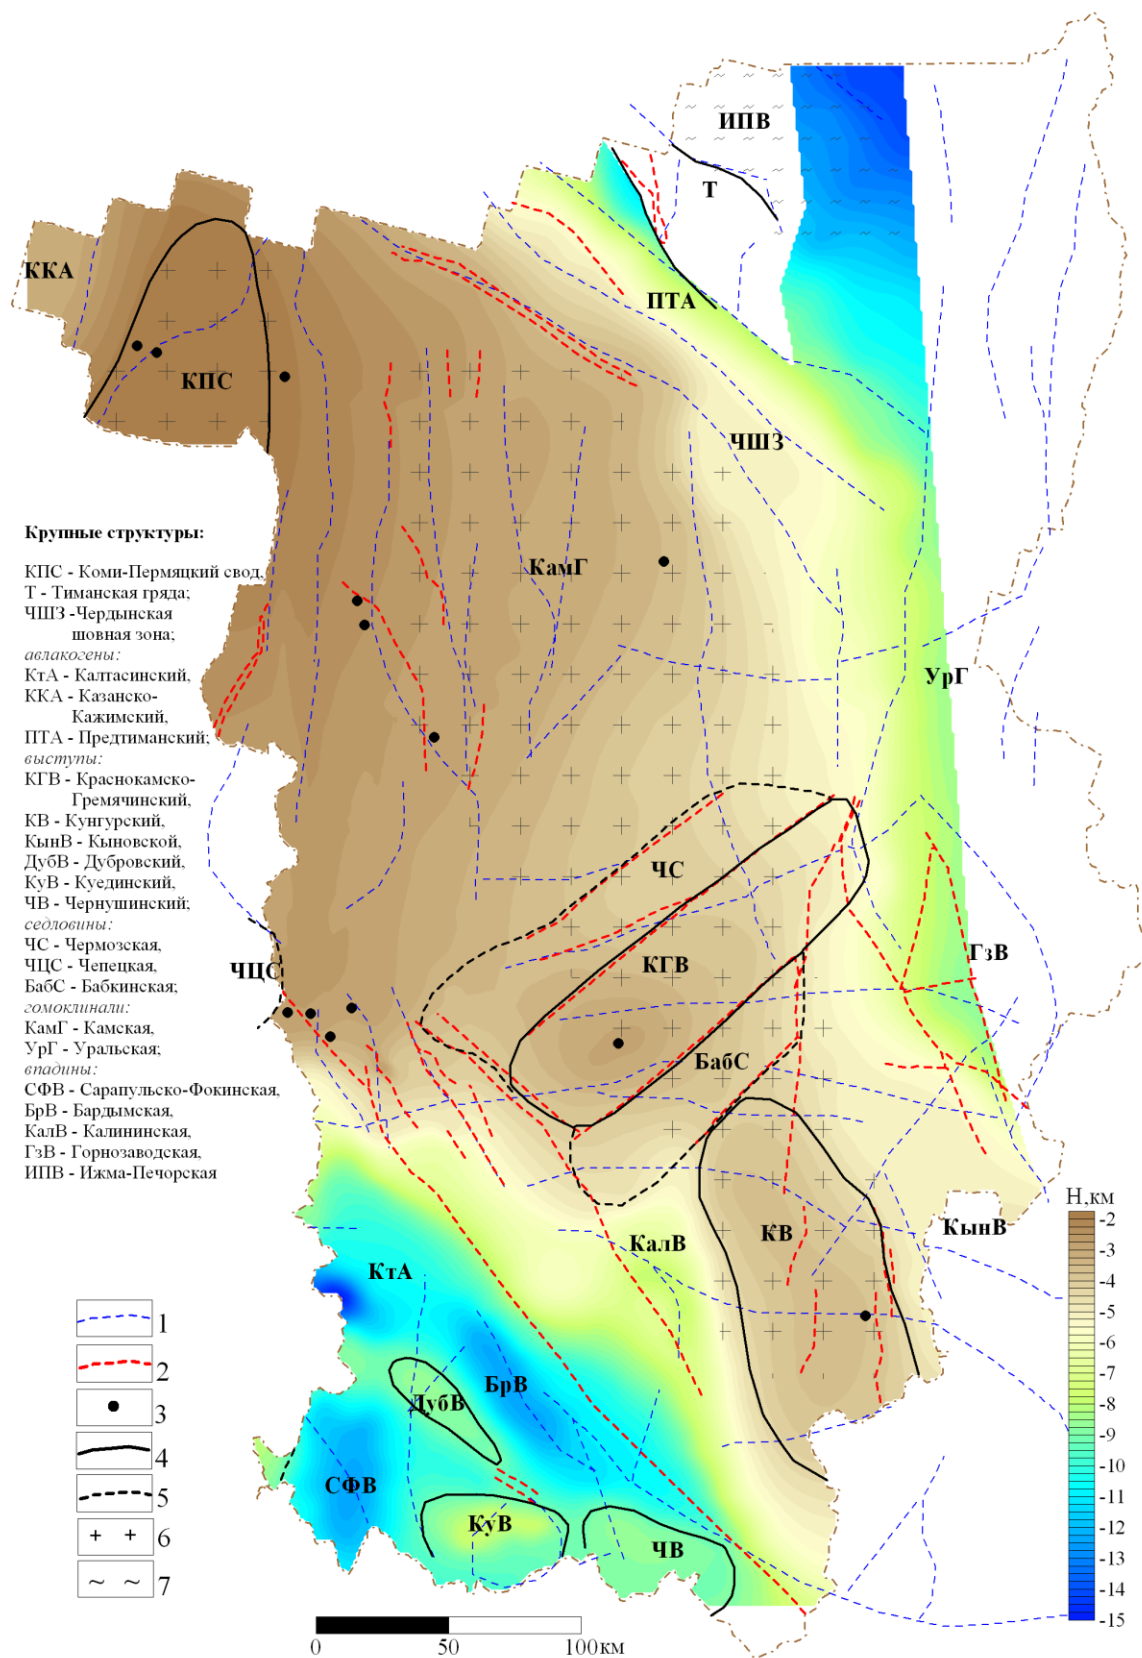 ИПВ
Т
ККА
ПТА
КПС
ЧШЗ
КамГ
УрГ
ЧС
КГВ
ГзВ
ЧЦС
БабС
КВ
КынВ
КалВ
КтА
БрВ
ДубВ
СФВ
КуВ
ЧВ
Крупные структуры:
КПС - Коми-Пермяцкий свод,
Т - Тиманская гряда;
ЧШЗ -Чердынская
шовная зона;
авлакогены:
КтА - Калтасинский,
ККА - Казанско-
Кажимский,
ПТА - Предтиманский;
выступы:
КГВ - Краснокамско-
Гремячинский,
КВ - Кунгурский,
КынВ - Кыновской,
ДубВ - Дубровский,
КуВ - Куединский,
ЧВ - Чернушинский;
седловины:
ЧС - Чермозская,
ЧЦС - Чепецкая,
БабС - Бабкинская;
гомоклинали:
КамГ - Камская,
УрГ - Уральская;
впадины:
СФВ - Сарапульско-Фокинская,
БрВ - Бардымская,
КалВ - Калининская,
ГзВ - Горнозаводская,
ИПВ - Ижма-Печорская
1
2
3
4
5
6
7
Н,км
-2
-3
-4
-5
-6
-7
-8
-9
-10
-11
-12
-13
-14
-15
0 50 100 км